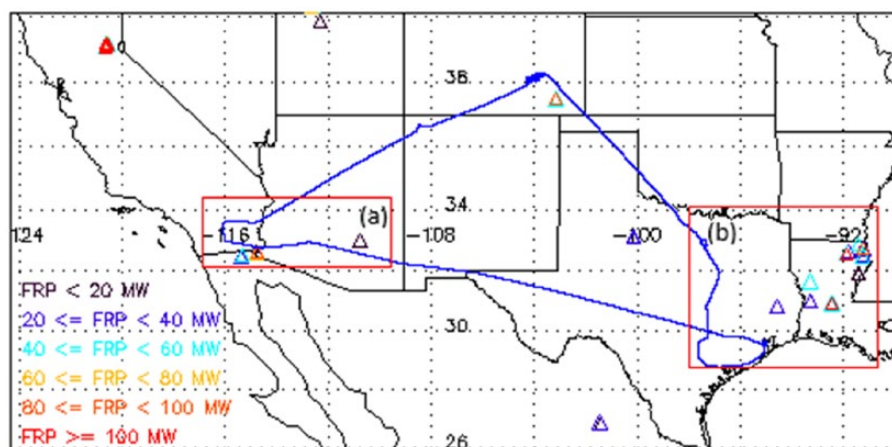 38
34
(a)
(b)
-124
-116
-108
-100
-92
FRP < 20 MW
20 <= FRP < 40 MW
40 <= FRP < 60 MW
60 <= FRP < 80 MW
80 <= FRP < 100 MW
FRP >= 100 MW
30
26